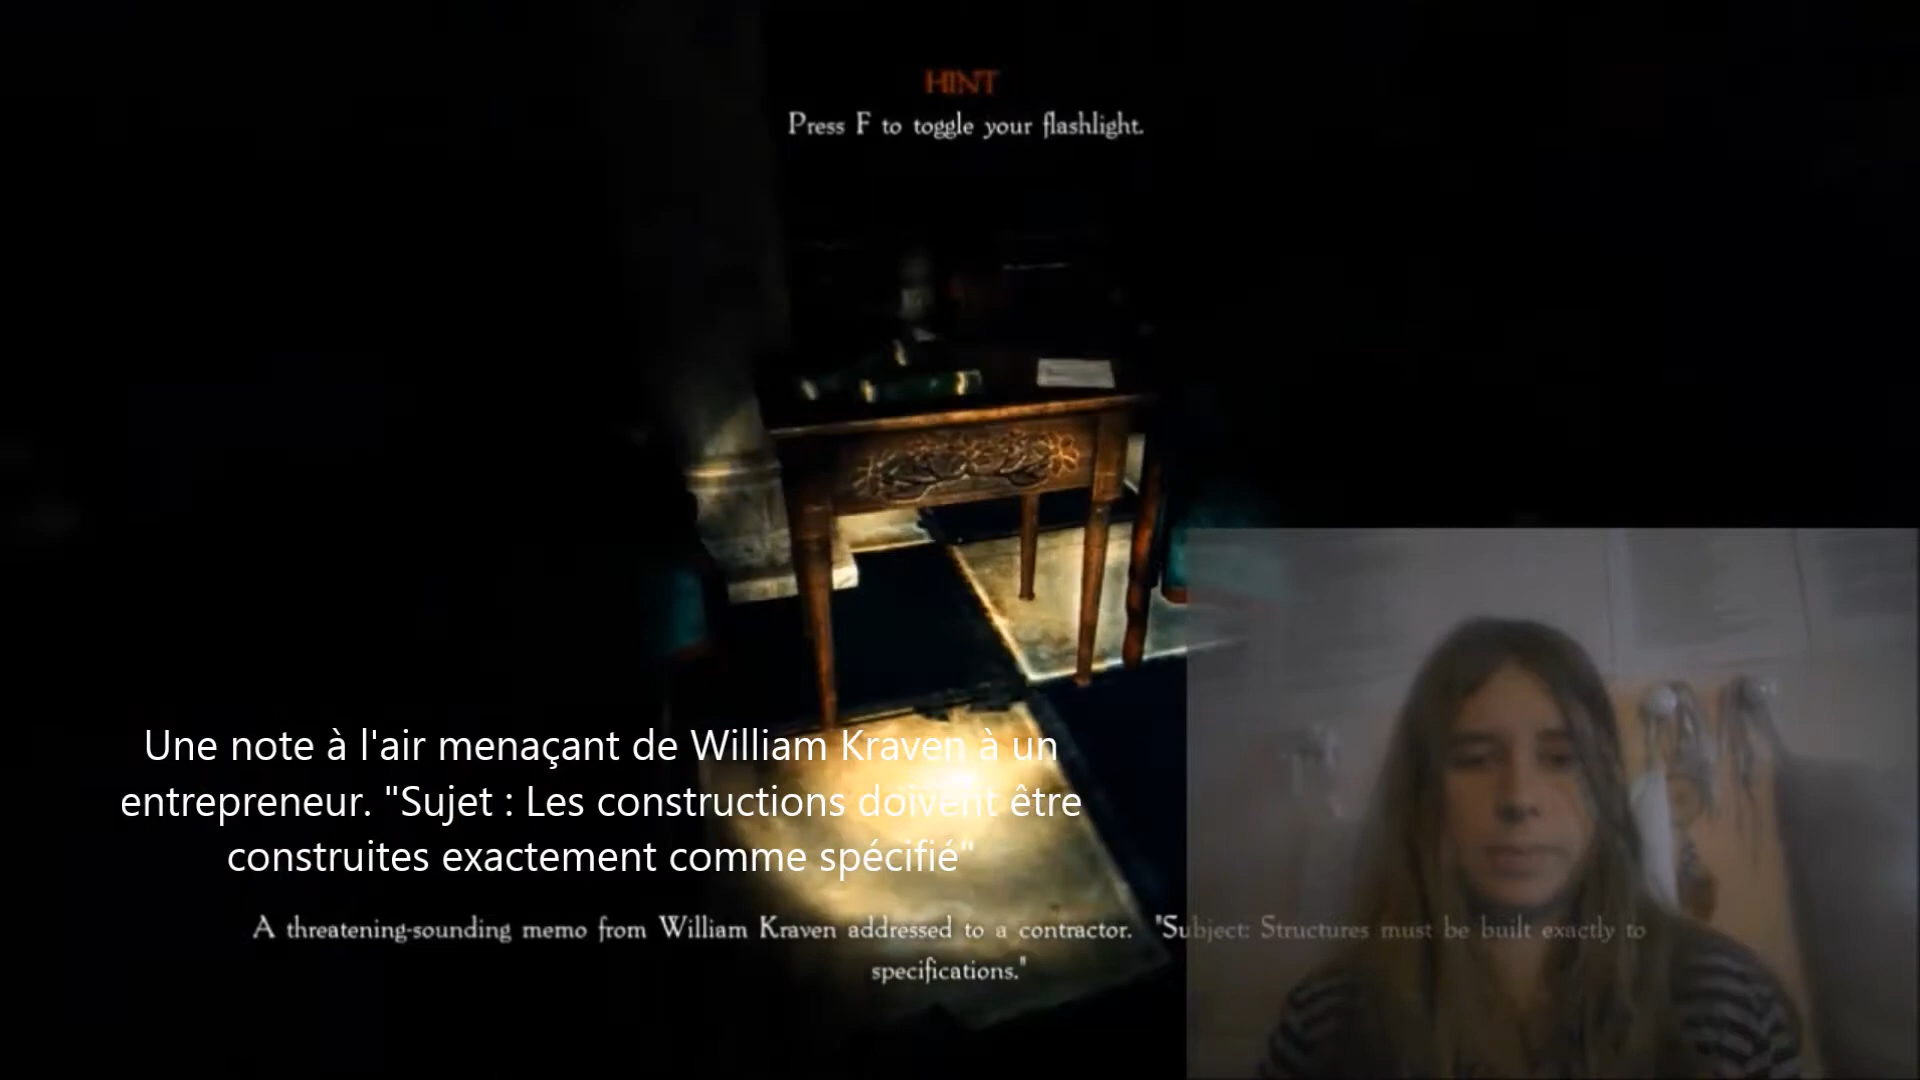 HINT
Press F to toggle your flashlight.
Une note à l'air menaçant de William Kraven à un
entrepreneur. "Sujet : Les constructions doivent être
construites exactement comme spécifié"
A threatening-sounding memo from William Kraven addressed to a contractor. "Subject: Structures must be built exactly to
specifications."